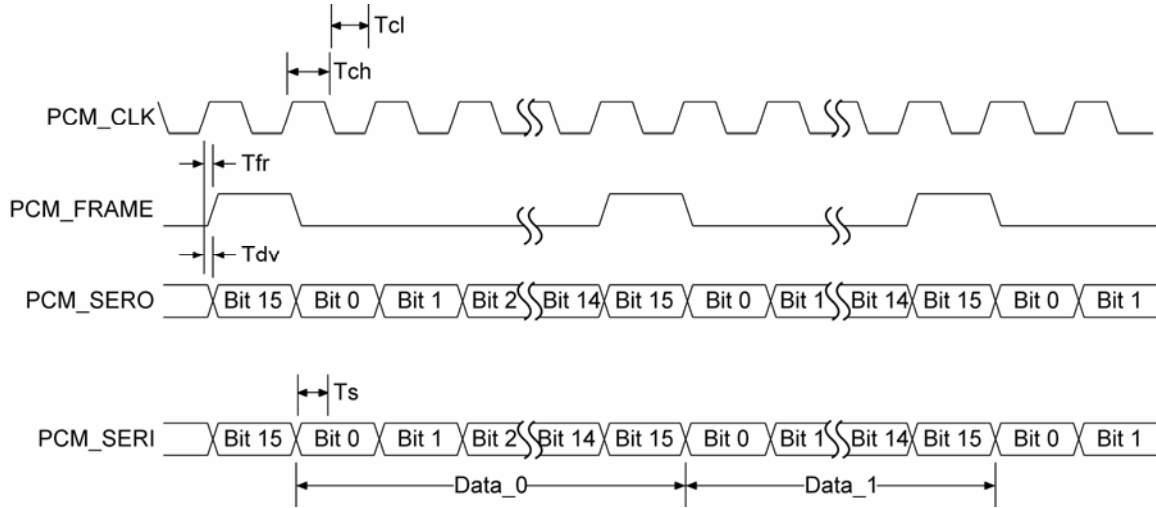 Tcl
Tch
PCM_CLK
Tfr
PCM_FRAME
Tdv
PCM_SERO Bit 15 Bit 0 Bit 1 Bit 2 Bit 14 Bit 15 Bit 0 Bit 1 Bit 14 Bit 15 Bit 0 Bit 1
Ts
PCM_SERI Bit 15 Bit 0 Bit 1 Bit 2 Bit 14 Bit 15 Bit 0 Bit 1 Bit 14 Bit 15 Bit 0 Bit 1
Data_0 Data_1